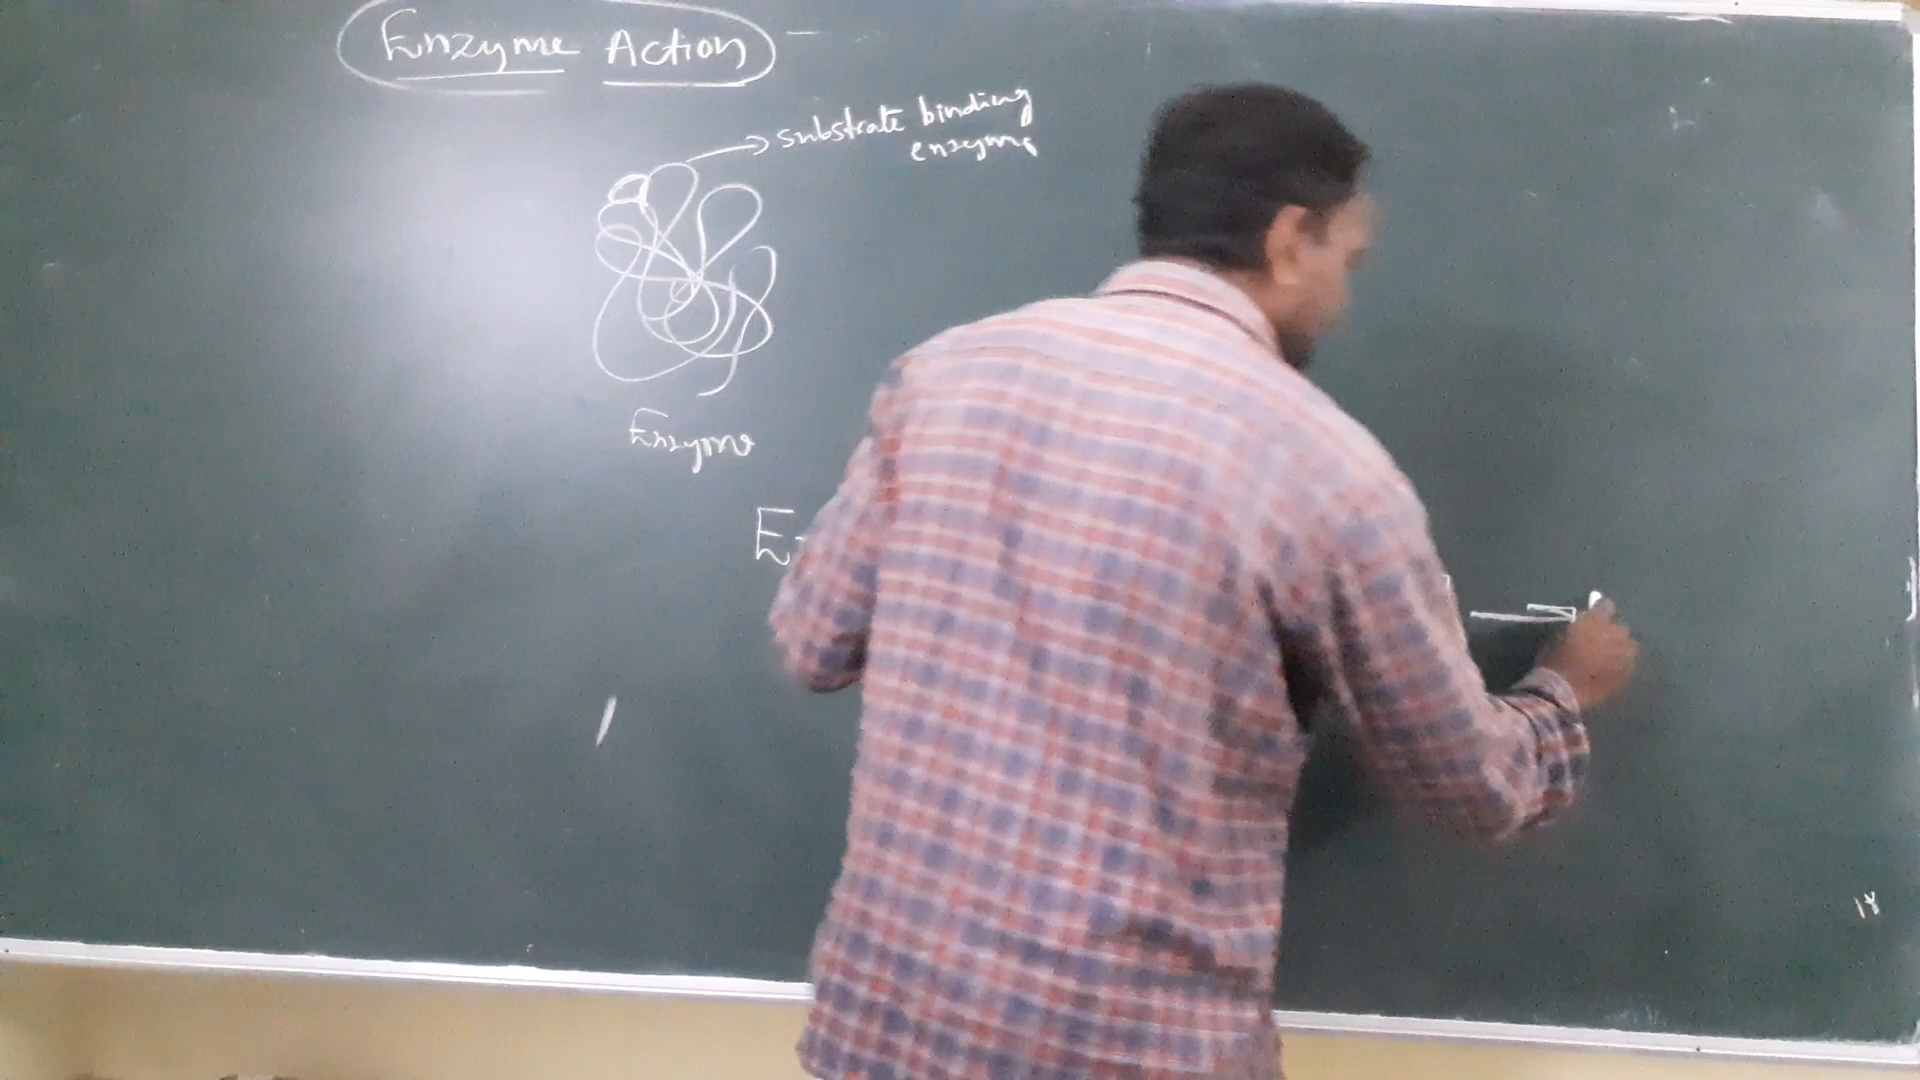 Enzyme Action
substrate binding
enzyme
Enzyme
E